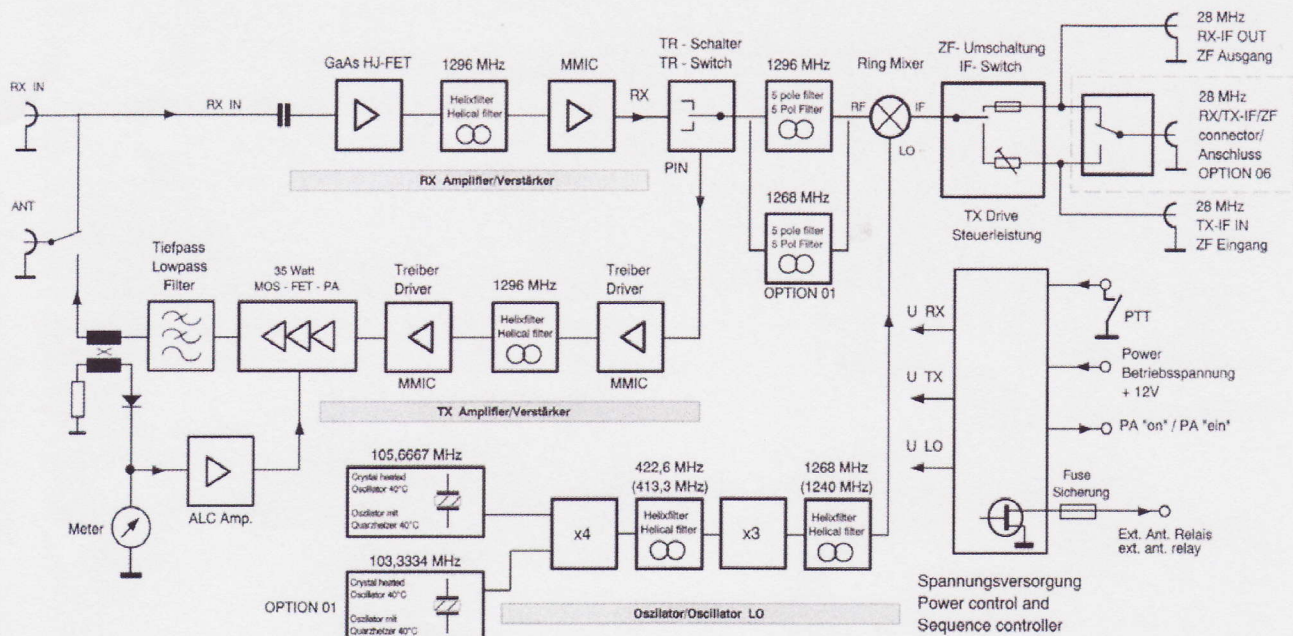 RX IN
RX IN
ANT
GaAs HJ-FET
1296 MHz
Helixfilter
Helical filter
MMIC
RX
RX Amplifier/Verstärker
TR - Schalter
TR - Switch
PIN
1296 MHz
5 pole filter
5 Pol Filter
1268 MHz
5 pole filter
5 Pol Filter
OPTION 01
Ring Mixer
RF
IF
LO
ZF- Umschaltung
IF- Switch
TX Drive
Steuerleistung
28 MHz
RX-IF OUT
ZF Ausgang
28 MHz
RX/TX-IF/ZF
connector/
Anschluss
OPTION 06
28 MHz
TX-IF IN
ZF Eingang
Tiefpass
Lowpass
Filter
35 Watt
MOS - FET - PA
Treiber
Driver
MMIC
1296 MHz
Helixfilter
Helical filter
Treiber
Driver
MMIC
TX Amplifier/Verstärker
ALC Amp.
Meter
105,6667 MHz
Crystal heated
Oscillator 40°C
Oszilator mit
Quarzheizer 40°C
103,3334 MHz
Crystal heated
Oscillator 40°C
Oszilator mit
Quarzheizer 40°C
OPTION 01
x4
422,6 MHz
(413,3 MHz)
Helixfilter
Helical filter
x3
1268 MHz
(1240 MHz)
Helixfilter
Helical filter
Oszilator/Oscillator LO
U RX
U TX
U LO
PTT
Power
Betriebsspannung
+ 12V
PA "on" / PA "ein"
Fuse
Sicherung
Ext. Ant. Relais
ext. ant. relay
Spannungsversorgung
Power control and
Sequence controller